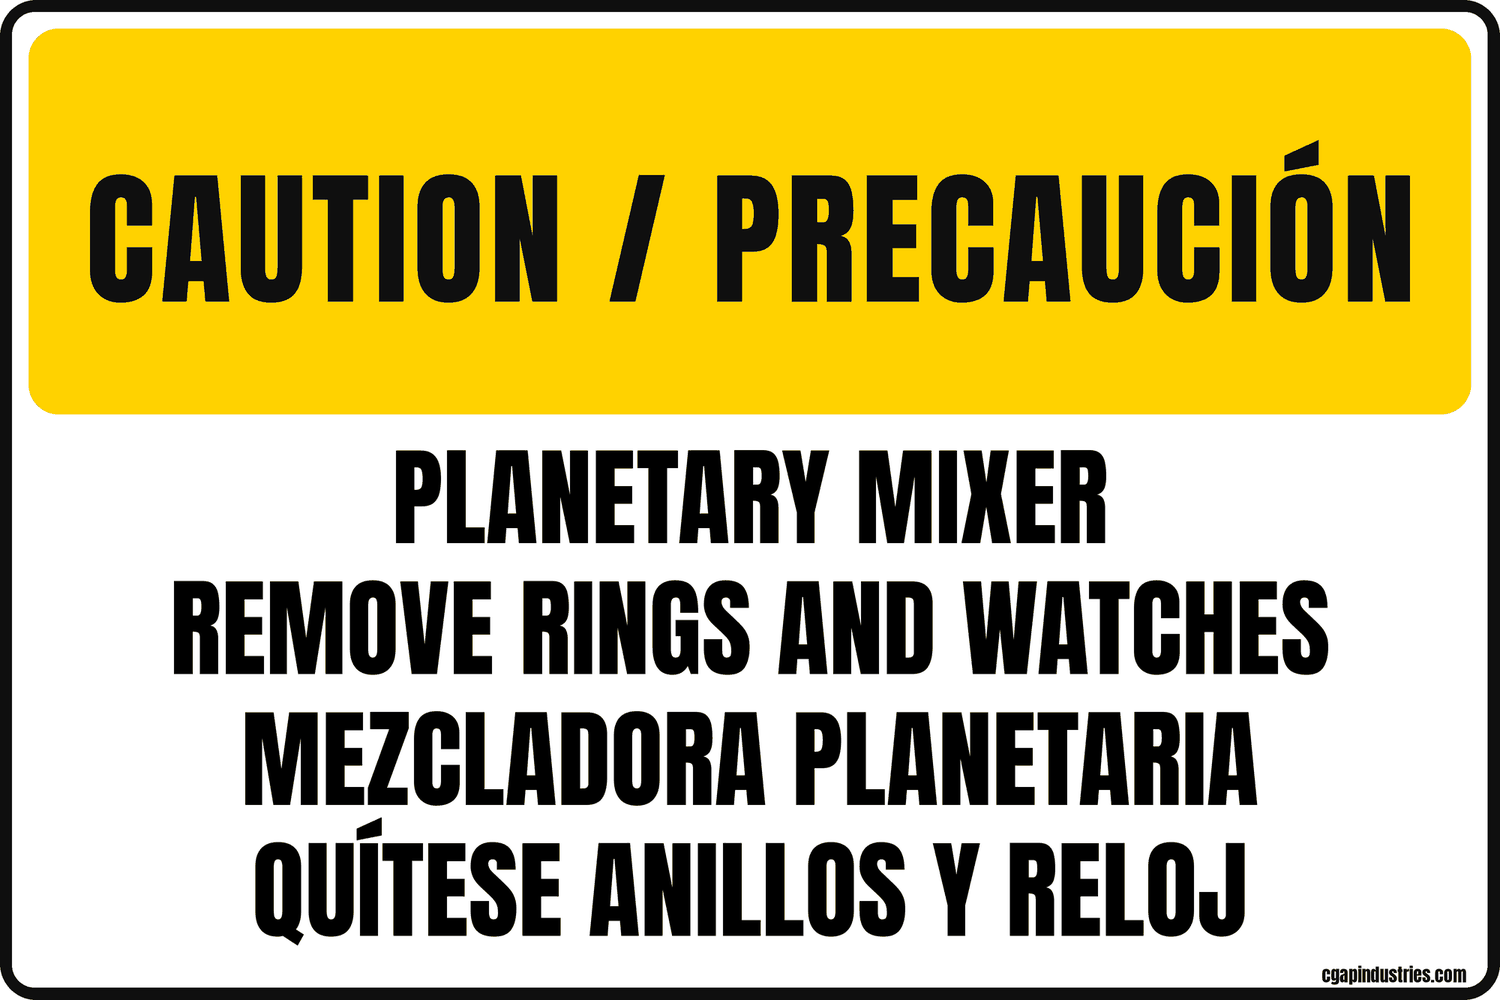 CAUTION / PRECAUCIÓN
PLANETARY MIXER
REMOVE RINGS AND WATCHES
MEZCLADORA PLANETARIA
QUÍTESE ANILLOS Y RELOJ
cgapindustries.com